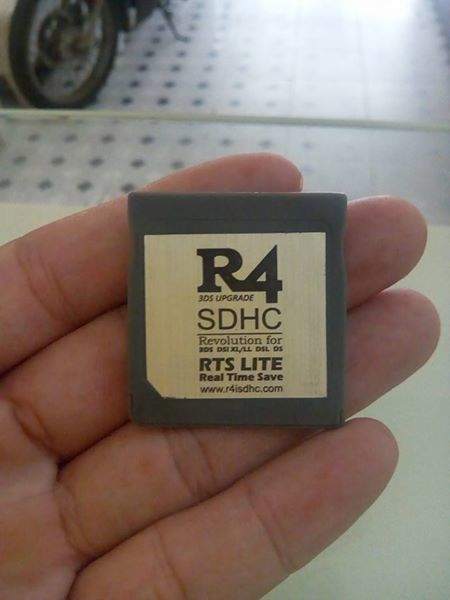 R4
3DS UPGRADE
SDHC
Revolution for
3DS DSI XL/LL DSL DS
RTS LITE
Real Time Save
www.r4isdhc.com